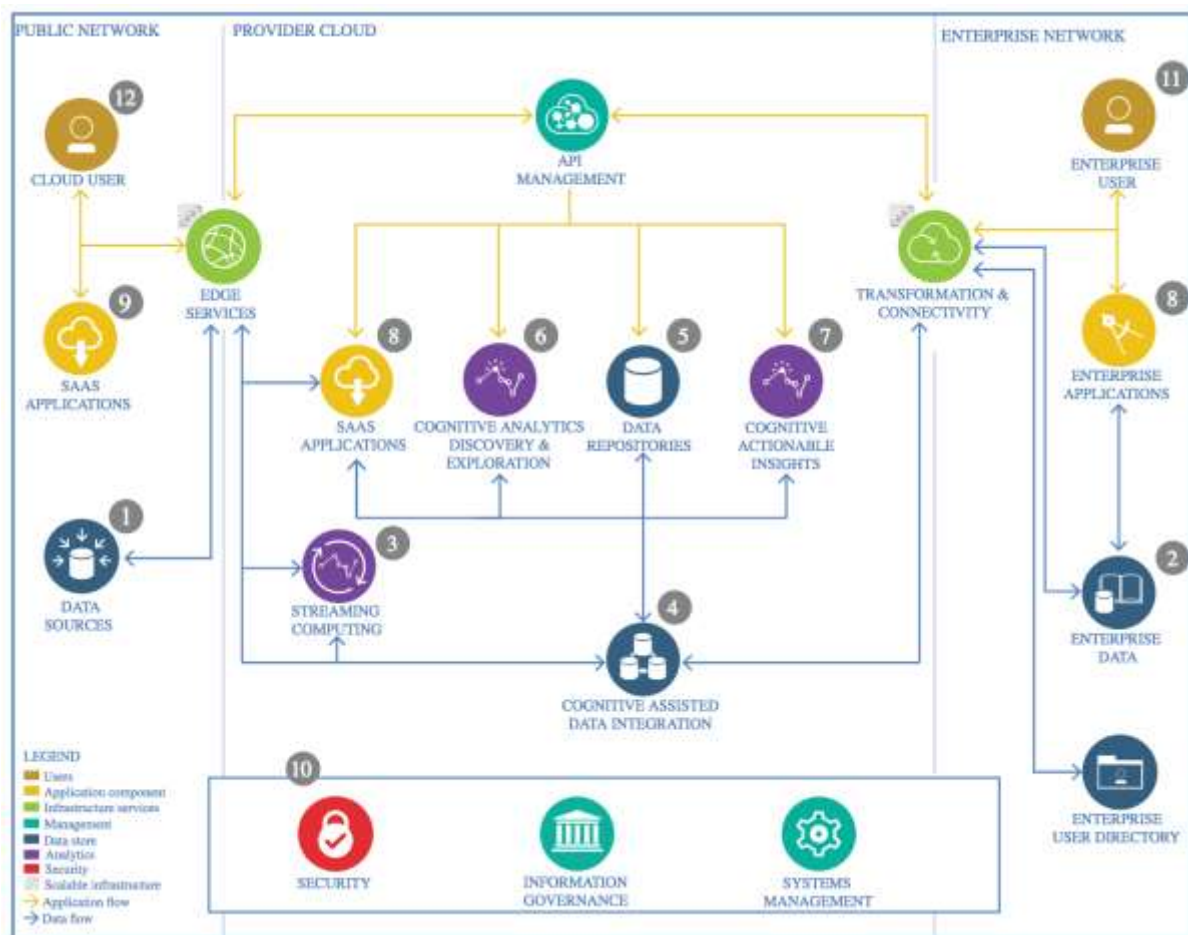 PUBLIC NETWORK
PROVIDER CLOUD
ENTERPRISE NETWORK
12
CLOUD USER
API
MANAGEMENT
11
ENTERPRISE
USER
EDGE
SERVICES
TRANSFORMATION &
CONNECTIVITY
9
SAAS
APPLICATIONS
8
SAAS
APPLICATIONS
6
COGNITIVE ANALYTICS
DISCOVERY &
EXPLORATION
5
DATA
REPOSITORIES
7
COGNITIVE
ACTIONABLE
INSIGHTS
8
ENTERPRISE
APPLICATIONS
1
DATA
SOURCES
3
STREAMING
COMPUTING
4
COGNITIVE ASSISTED
DATA INTEGRATION
2
ENTERPRISE
DATA
ENTERPRISE
USER DIRECTORY
LEGEND
Users
Application component
Infrastructure services
Management
Data store
Analytics
Security
Scalable infrastructure
Application flow
Data flow
10
SECURITY
INFORMATION
GOVERNANCE
SYSTEMS
MANAGEMENT